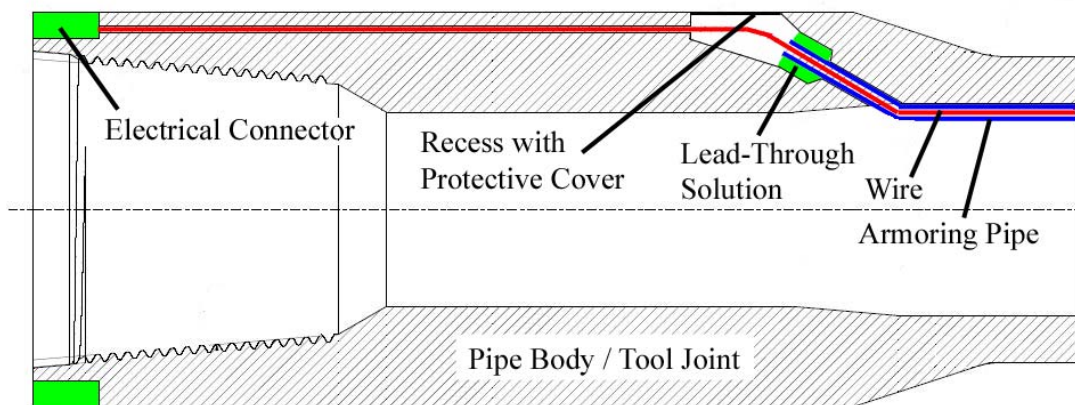 Electrical Connector
Recess with
Protective Cover
Lead-Through
Solution
Wire
Armoring Pipe
Pipe Body / Tool Joint